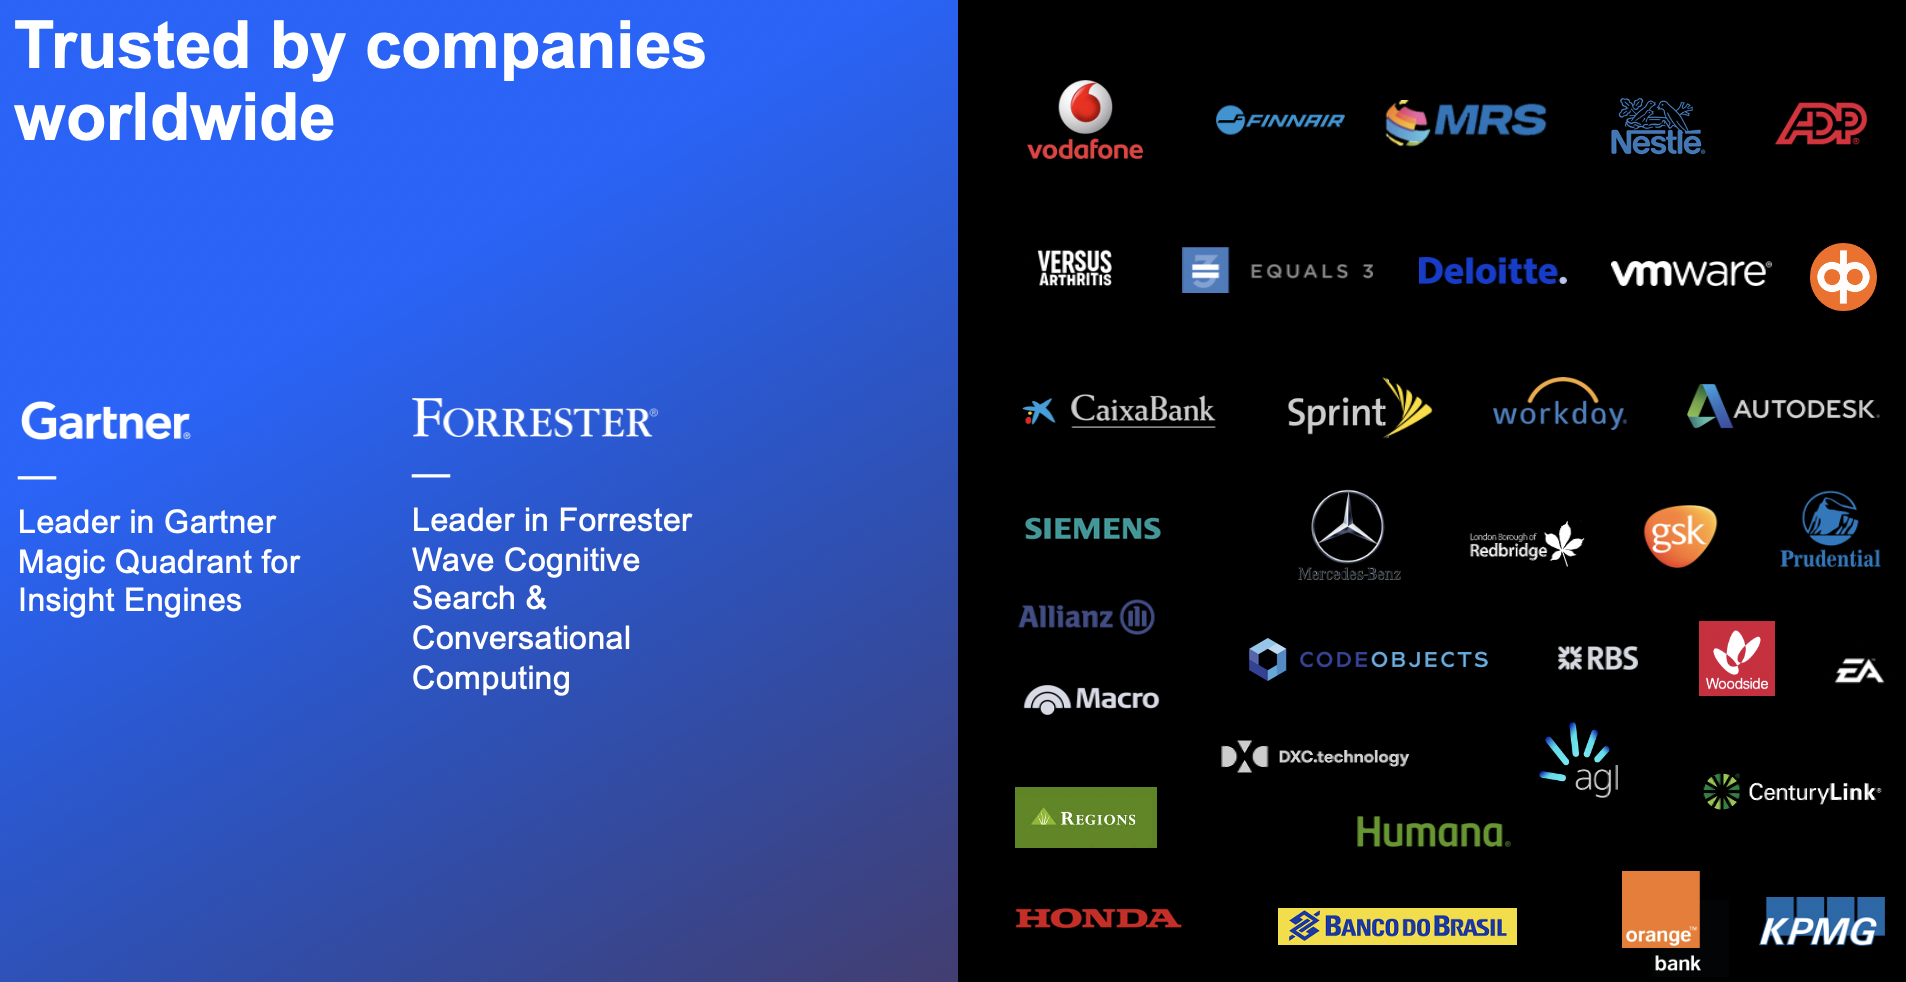 Trusted by companies
worldwide
Gartner®
Leader in Gartner
Magic Quadrant for
Insight Engines
FORRESTER®
Leader in Forrester
Wave Cognitive
Search &
Conversational
Computing
vodafone
FINNAIR
MRS
Nestlé®
ADP®
VERSUS
ARTHRITIS
3
EQUALS 3
Deloitte.
vmware®
op
CaixaBank
Sprint
workday.
AUTODESK.
SIEMENS
Mercedes-Benz
London Borough of
Redbridge
gsk
Prudential
Allianz
CODEOBJECTS
RBS
Woodside
EA
Macro
DXC.technology
agl
CenturyLink®
REGIONS
Humana®
HONDA
BANCO DO BRASIL
orange™
bank
KPMG